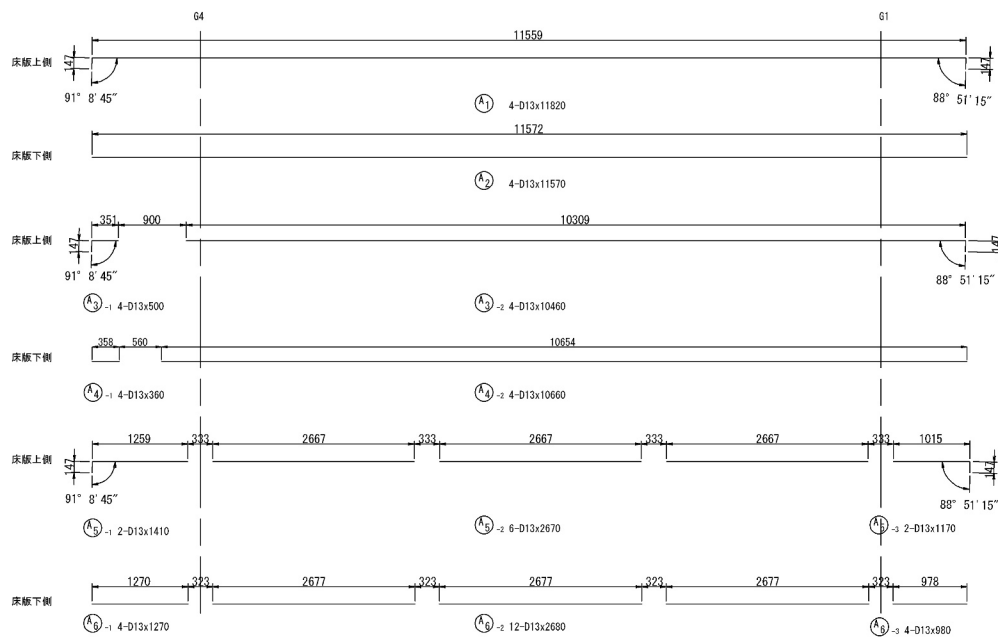 G4 G1
11559
床版上側 147 147
91° 8' 45" 88° 51' 15"
A1 4-D13x11820
11572
床版下側
A2 4-D13x11570
351 900 10309
床版上側 147 147
91° 8' 45" 88° 51' 15"
A3 -1 4-D13x500 A3 -2 4-D13x10460
358 560 10654
床版下側
A4 -1 4-D13x360 A4 -2 4-D13x10660
1259 333 2667 333 2667 333 2667 333 1015
床版上側 147 147
91° 8' 45" 88° 51' 15"
A5 -1 2-D13x1410 A5 -2 6-D13x2670 A5 -3 2-D13x1170
1270 323 2677 323 2677 323 2677 323 978
床版下側
A6 -1 4-D13x1270 A6 -2 12-D13x2680 A6 -3 4-D13x980